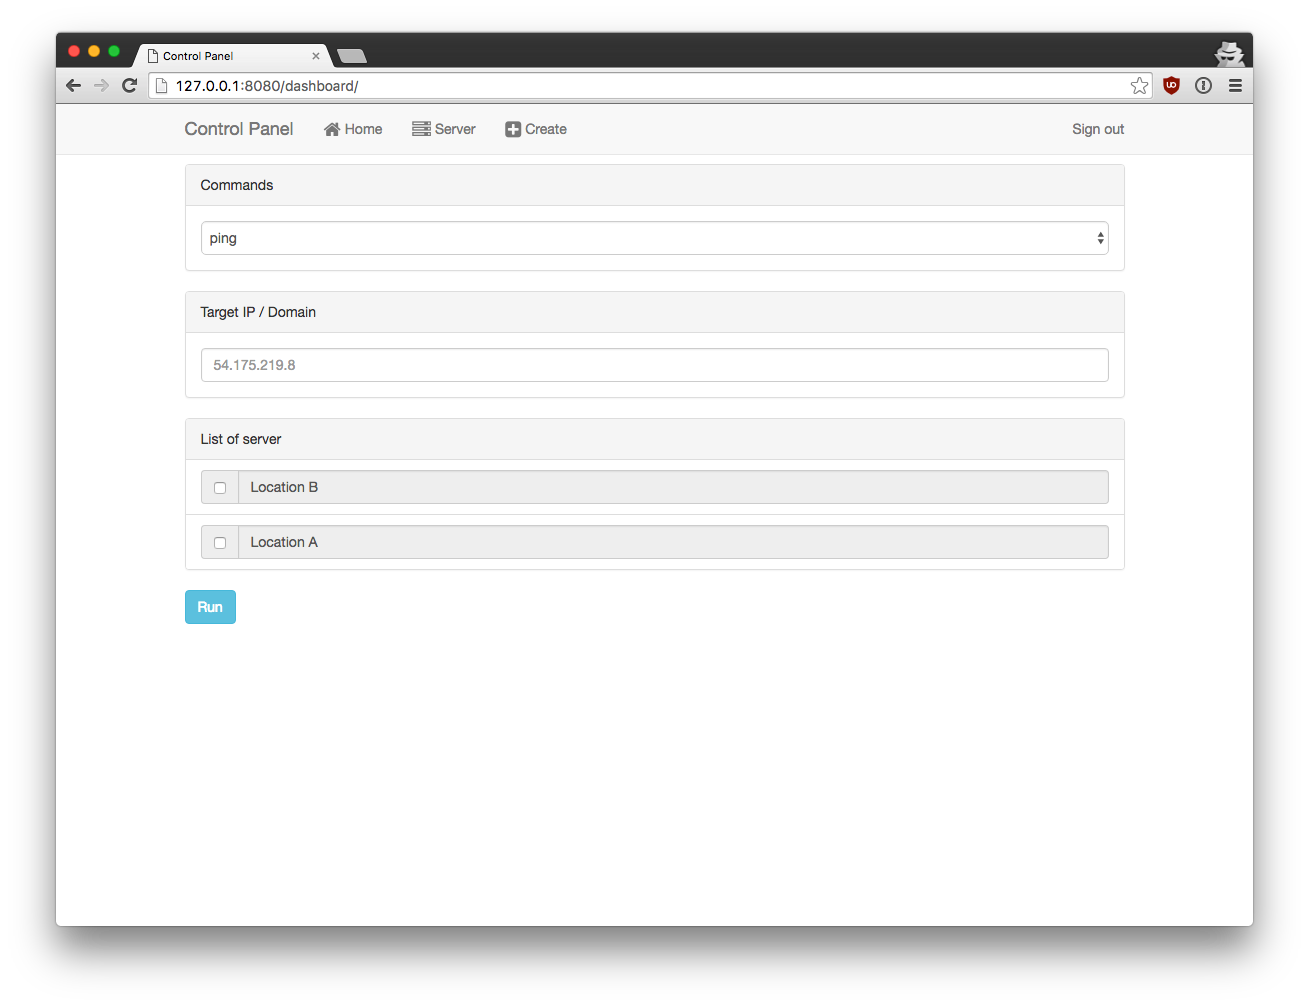 Control Panel
127.0.0.1:8080/dashboard/
Control Panel Home Server Create Sign out
Commands
ping
Target IP / Domain
54.175.219.8
List of server
Location B
Location A
Run